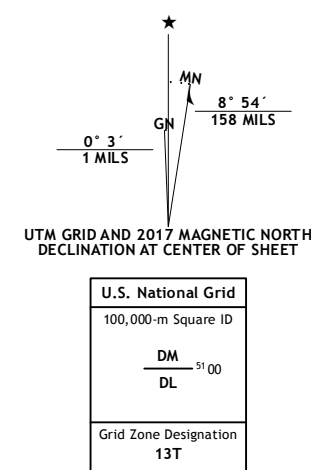 ★
MN
8° 54´
158 MILS
GN
0° 3´
1 MILS
UTM GRID AND 2017 MAGNETIC NORTH
DECLINATION AT CENTER OF SHEET
U.S. National Grid
100,000-m Square ID
DM
51 00
DL
Grid Zone Designation
13T